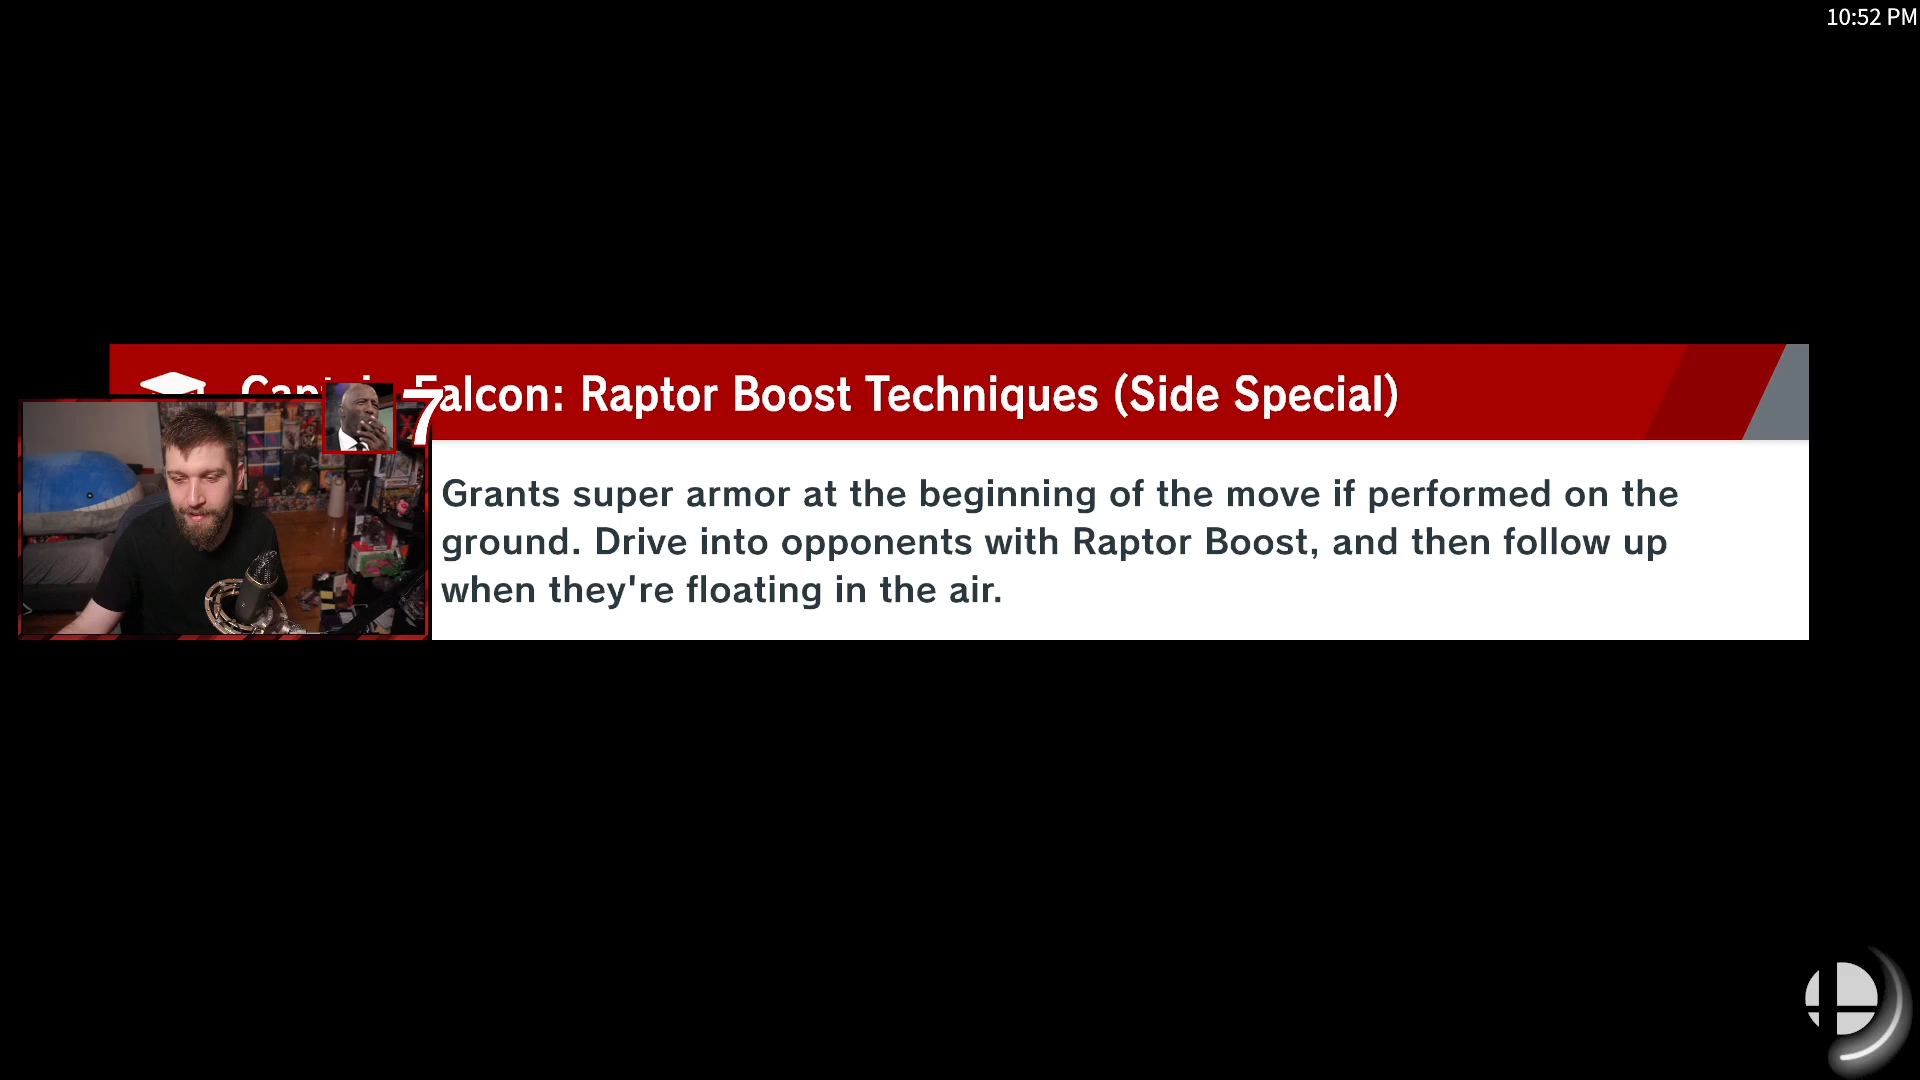 10:52 PM
Falcon: Raptor Boost Techniques (Side Special)
7
Grants super armor at the beginning of the move if performed on the
ground. Drive into opponents with Raptor Boost, and then follow up
when they're floating in the air.